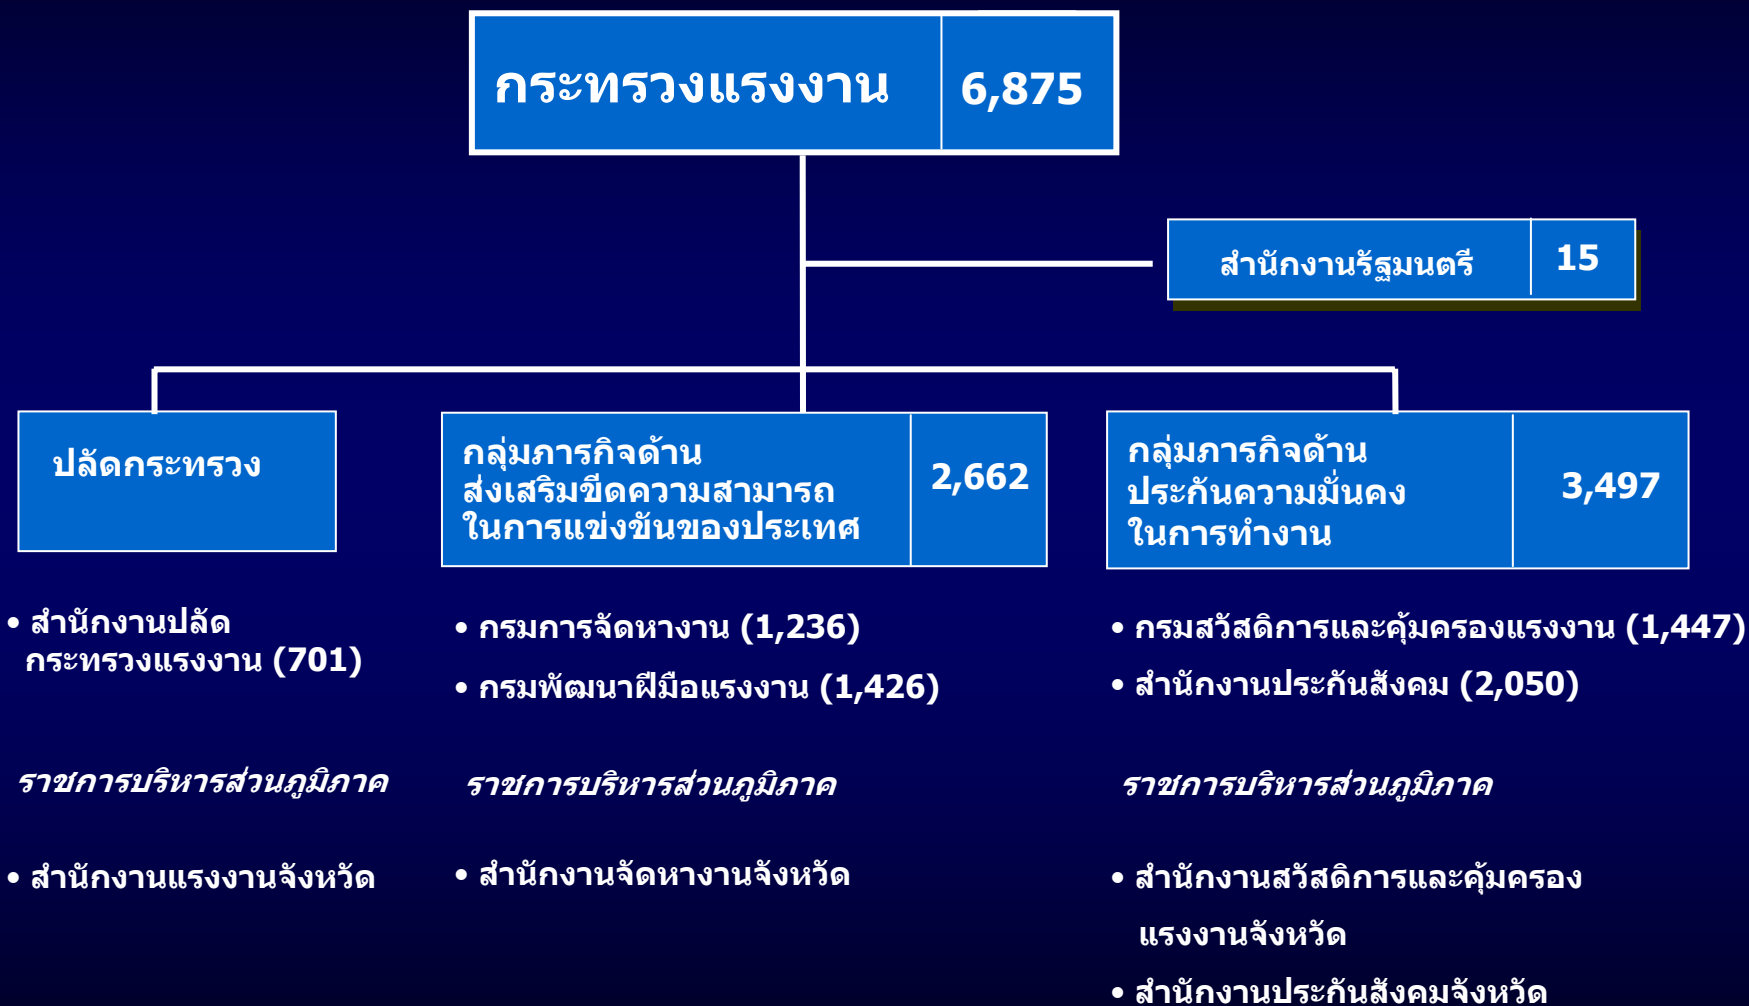 กระทรวงแรงงาน 6,875
สำนักงานรัฐมนตรี 15
ปลัดกระทรวง
กลุ่มภารกิจด้าน
ส่งเสริมขีดความสามารถ
ในการแข่งขันของประเทศ
2,662
กลุ่มภารกิจด้าน
ประกันความมั่นคง
ในการทำงาน
3,497
• สำนักงานปลัด
กระทรวงแรงงาน (701)
ราชการบริหารส่วนภูมิภาค
• สำนักงานแรงงานจังหวัด
• กรมการจัดหางาน (1,236)
• กรมพัฒนาฝีมือแรงงาน (1,426)
ราชการบริหารส่วนภูมิภาค
• สำนักงานจัดหางานจังหวัด
• กรมสวัสดิการและคุ้มครองแรงงาน (1,447)
• สำนักงานประกันสังคม (2,050)
ราชการบริหารส่วนภูมิภาค
• สำนักงานสวัสดิการและคุ้มครอง
แรงงานจังหวัด
• สำนักงานประกันสังคมจังหวัด